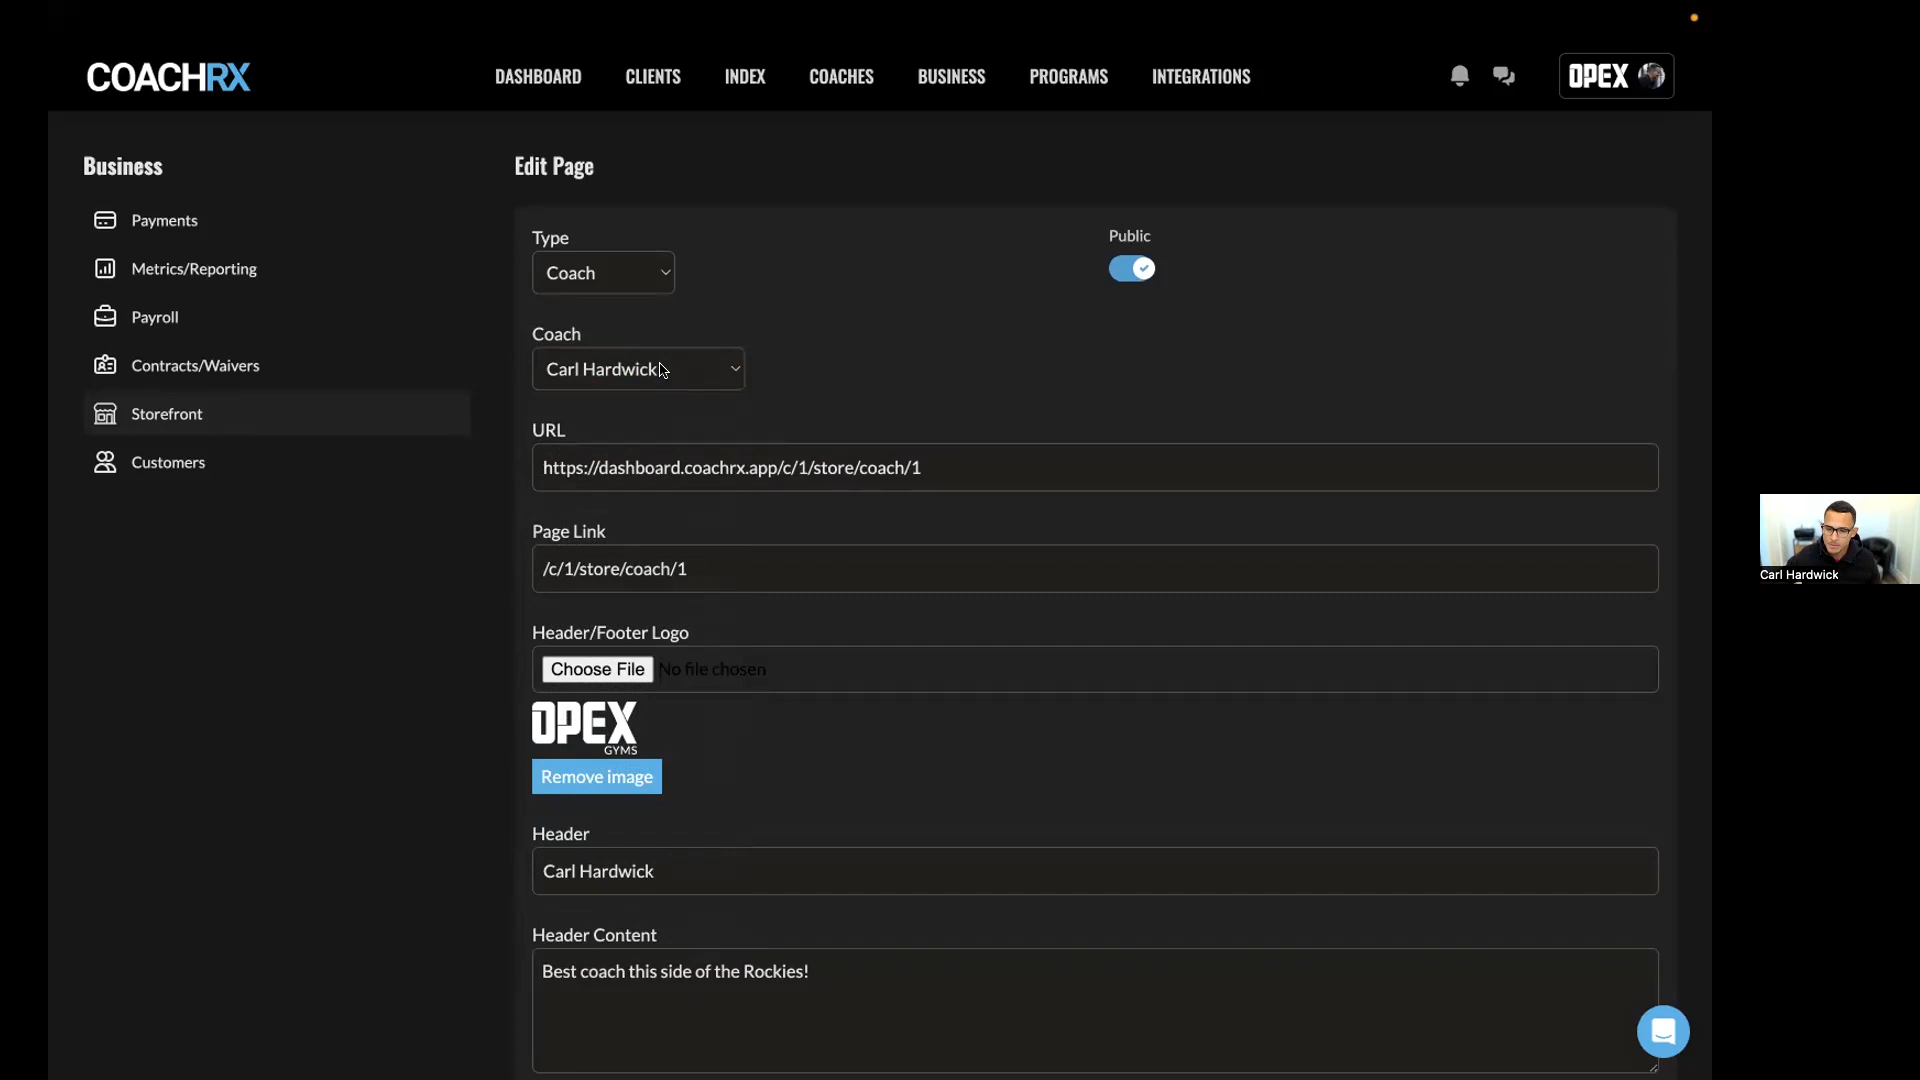 COACHRX
DASHBOARD
CLIENTS
INDEX
COACHES
BUSINESS
PROGRAMS
INTEGRATIONS
OPEX
Business
Payments
Metrics/Reporting
Payroll
Contracts/Waivers
Storefront
Customers
Edit Page
Type
Coach
Public
Coach
Carl Hardwick
URL
https://dashboard.coachrx.app/c/1/store/coach/1
Page Link
/c/1/store/coach/1
Header/Footer Logo
Choose File No file chosen
OPEX
GYMS
Remove image
Header
Carl Hardwick
Header Content
Best coach this side of the Rockies!
Carl Hardwick